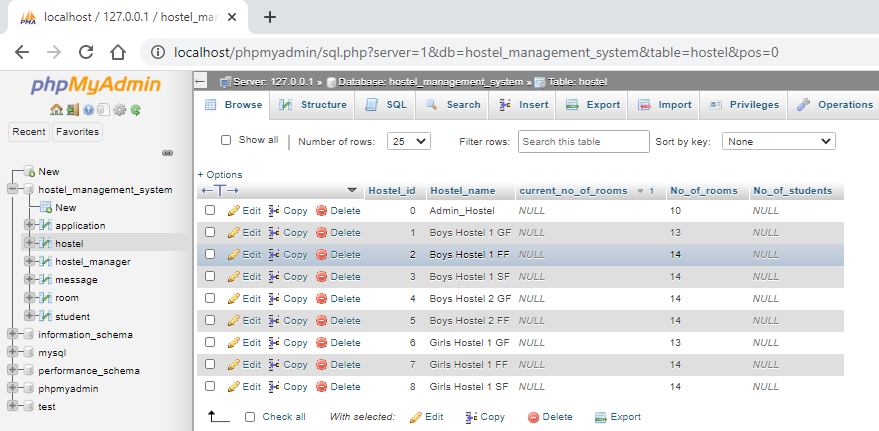 localhost / 127.0.0.1 / hostel_mar
localhost/phpmyadmin/sql.php?server=1&db=hostel_management_system&table=hostel&pos=0
phpMyAdmin
Recent Favorites
New
hostel_management_system
New
application
hostel
hostel_manager
message
room
student
information_schema
mysql
performance_schema
phpmyadmin
test
Server: 127.0.0.1 » Database: hostel_management_system » Table: hostel
Browse Structure SQL Search Insert Export Import Privileges Operations
Show all Number of rows: 25 Filter rows: Search this table Sort by key: None
+ Options
Hostel_id Hostel_name current_no_of_rooms 1 No_of_rooms No_of_students
Edit Copy Delete 0 Admin_Hostel NULL 10 NULL
Edit Copy Delete 1 Boys Hostel 1 GF NULL 13 NULL
Edit Copy Delete 2 Boys Hostel 1 FF NULL 14 NULL
Edit Copy Delete 3 Boys Hostel 1 SF NULL 14 NULL
Edit Copy Delete 4 Boys Hostel 2 GF NULL 14 NULL
Edit Copy Delete 5 Boys Hostel 2 FF NULL 14 NULL
Edit Copy Delete 6 Girls Hostel 1 GF NULL 13 NULL
Edit Copy Delete 7 Girls Hostel 1 FF NULL 14 NULL
Edit Copy Delete 8 Girls Hostel 1 SF NULL 14 NULL
Check all With selected: Edit Copy Delete Export